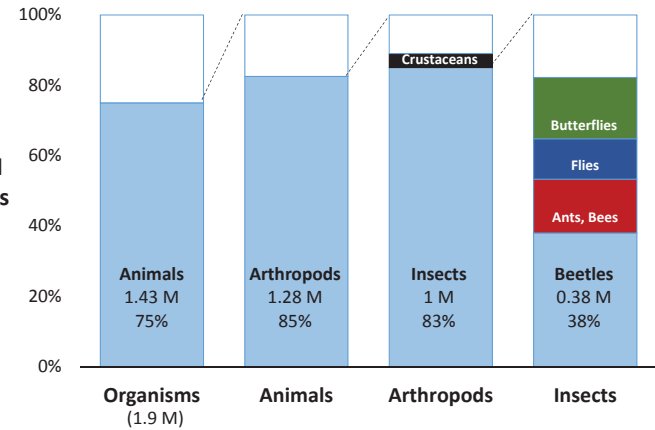 100%
80%
60%
40%
20%
0%
Crustaceans
Butterflies
Flies
Ants, Bees
Animals
1.43 M
75%
Arthropods
1.28 M
85%
Insects
1 M
83%
Beetles
0.38 M
38%
Organisms
(1.9 M)
Animals
Arthropods
Insects